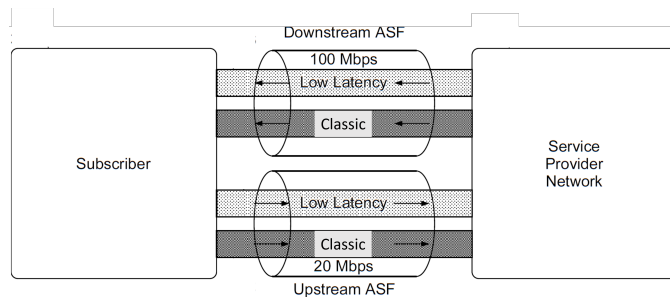 Downstream ASF
100 Mbps
Low Latency
Classic
Subscriber
Service
Provider
Network
Low Latency
Classic
20 Mbps
Upstream ASF